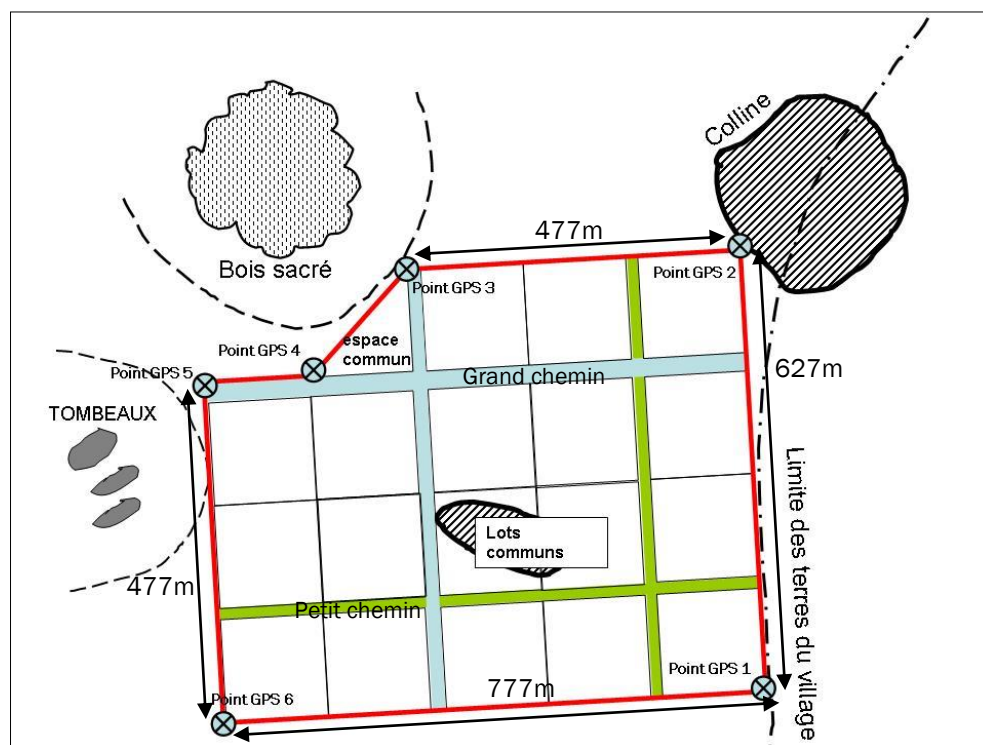 Colline
477m
Bois sacré
Point GPS 2
Point GPS 3
espace
commun
Point GPS 4
Point GPS 5
Grand chemin
627m
TOMBEAUX
Limite des terres du village
Lots
communs
477m
Petit chemin
Point GPS 1
777m
Point GPS 6